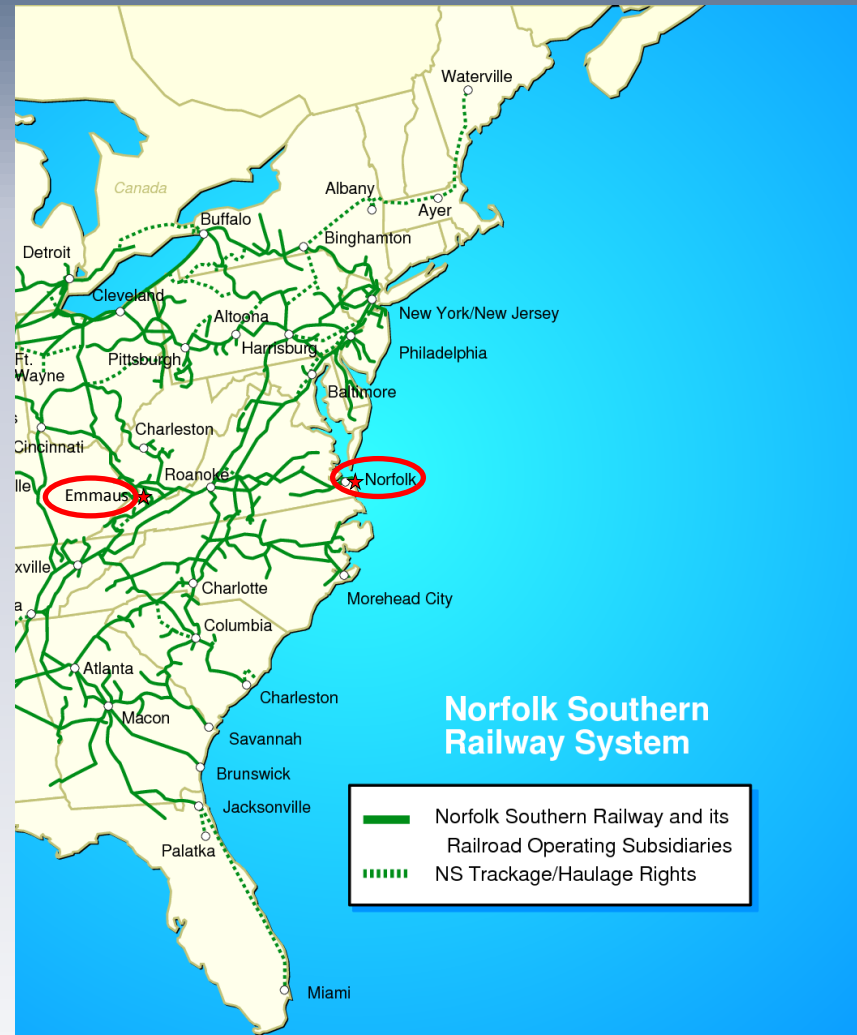 Waterville
Canada
Albany
Ayer
Buffalo
Binghamton
Detroit
Cleveland
Altoona
New York/New Jersey
Harrisburg
Pittsburgh
Philadelphia
Ft.
Wayne
Baltimore
s
Charleston
Cincinnati
Roanoke
lle
Emmaus
Norfolk
xville
Charlotte
Morehead City
a
Columbia
Atlanta
Charleston
Macon
Savannah
Brunswick
Jacksonville
Palatka
Miami
Norfolk Southern
Railway System
Norfolk Southern Railway and its
Railroad Operating Subsidiaries
NS Trackage/Haulage Rights